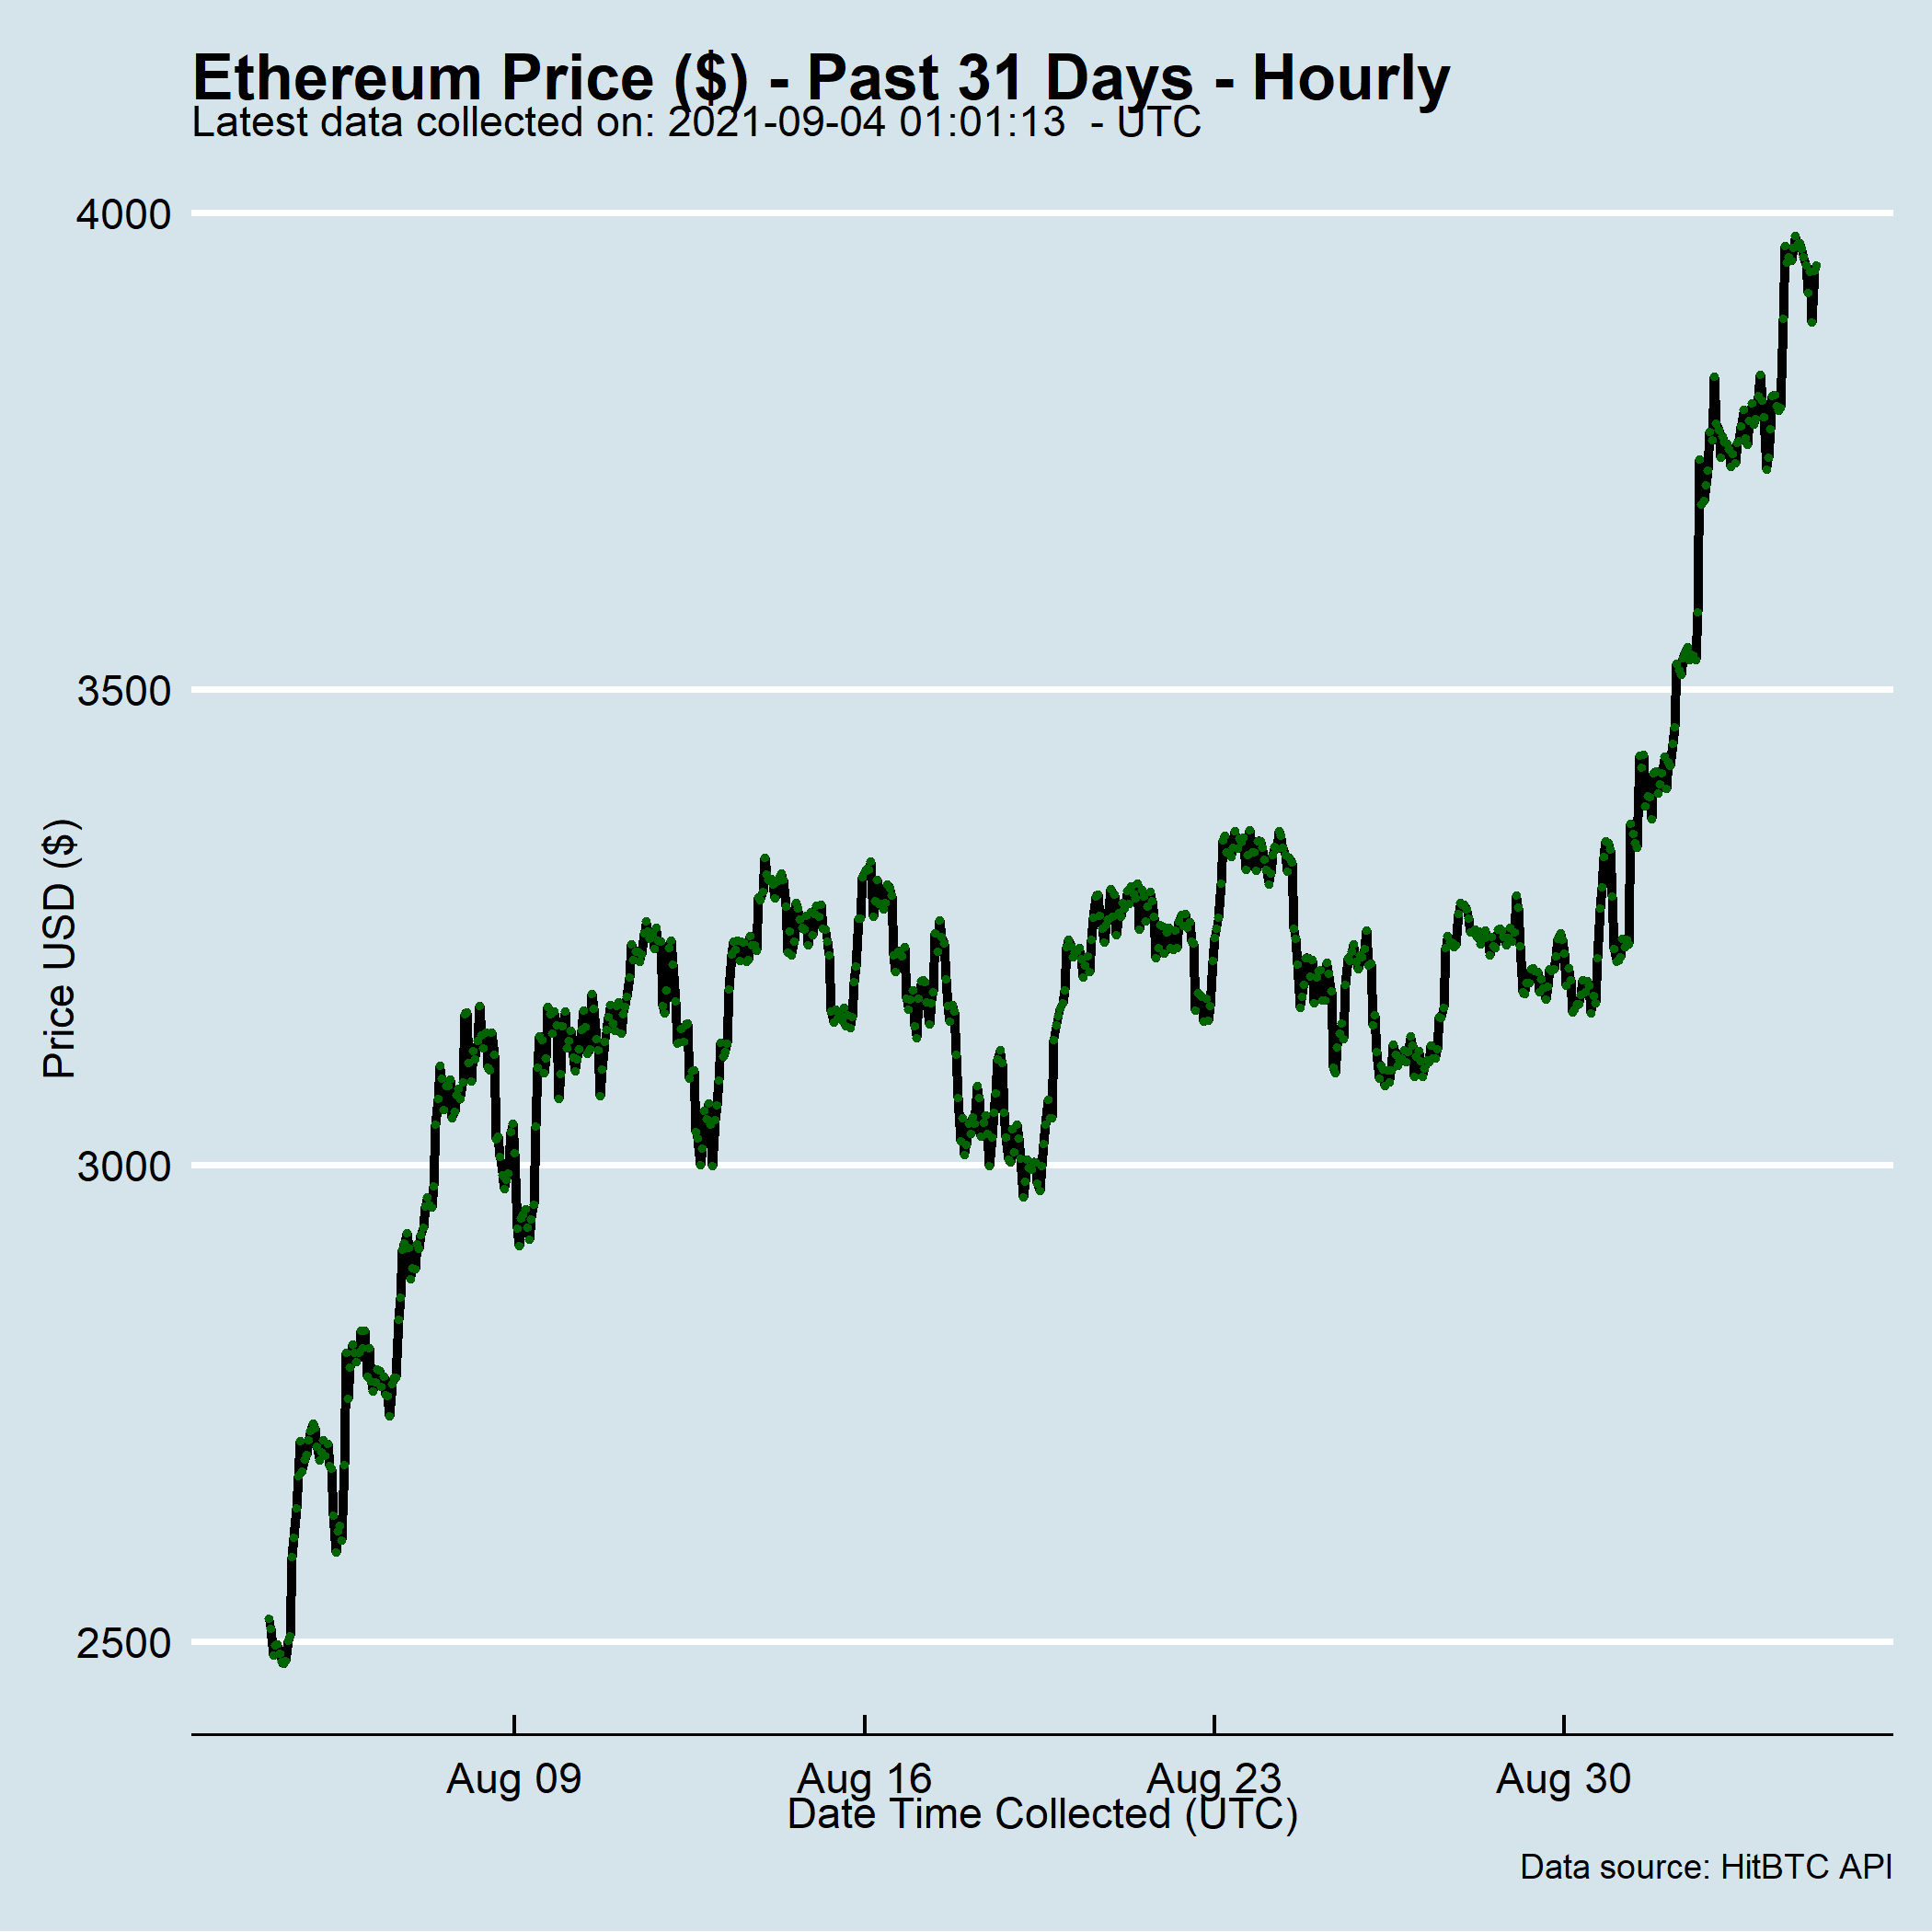 Ethereum Price ($) - Past 31 Days - Hourly
Latest data collected on: 2021-09-04 01:01:13  - UTC
4000
3500
3000
2500
Price USD ($)
Aug 09 Aug 16 Aug 23 Aug 30
Date Time Collected (UTC)
Data source: HitBTC API